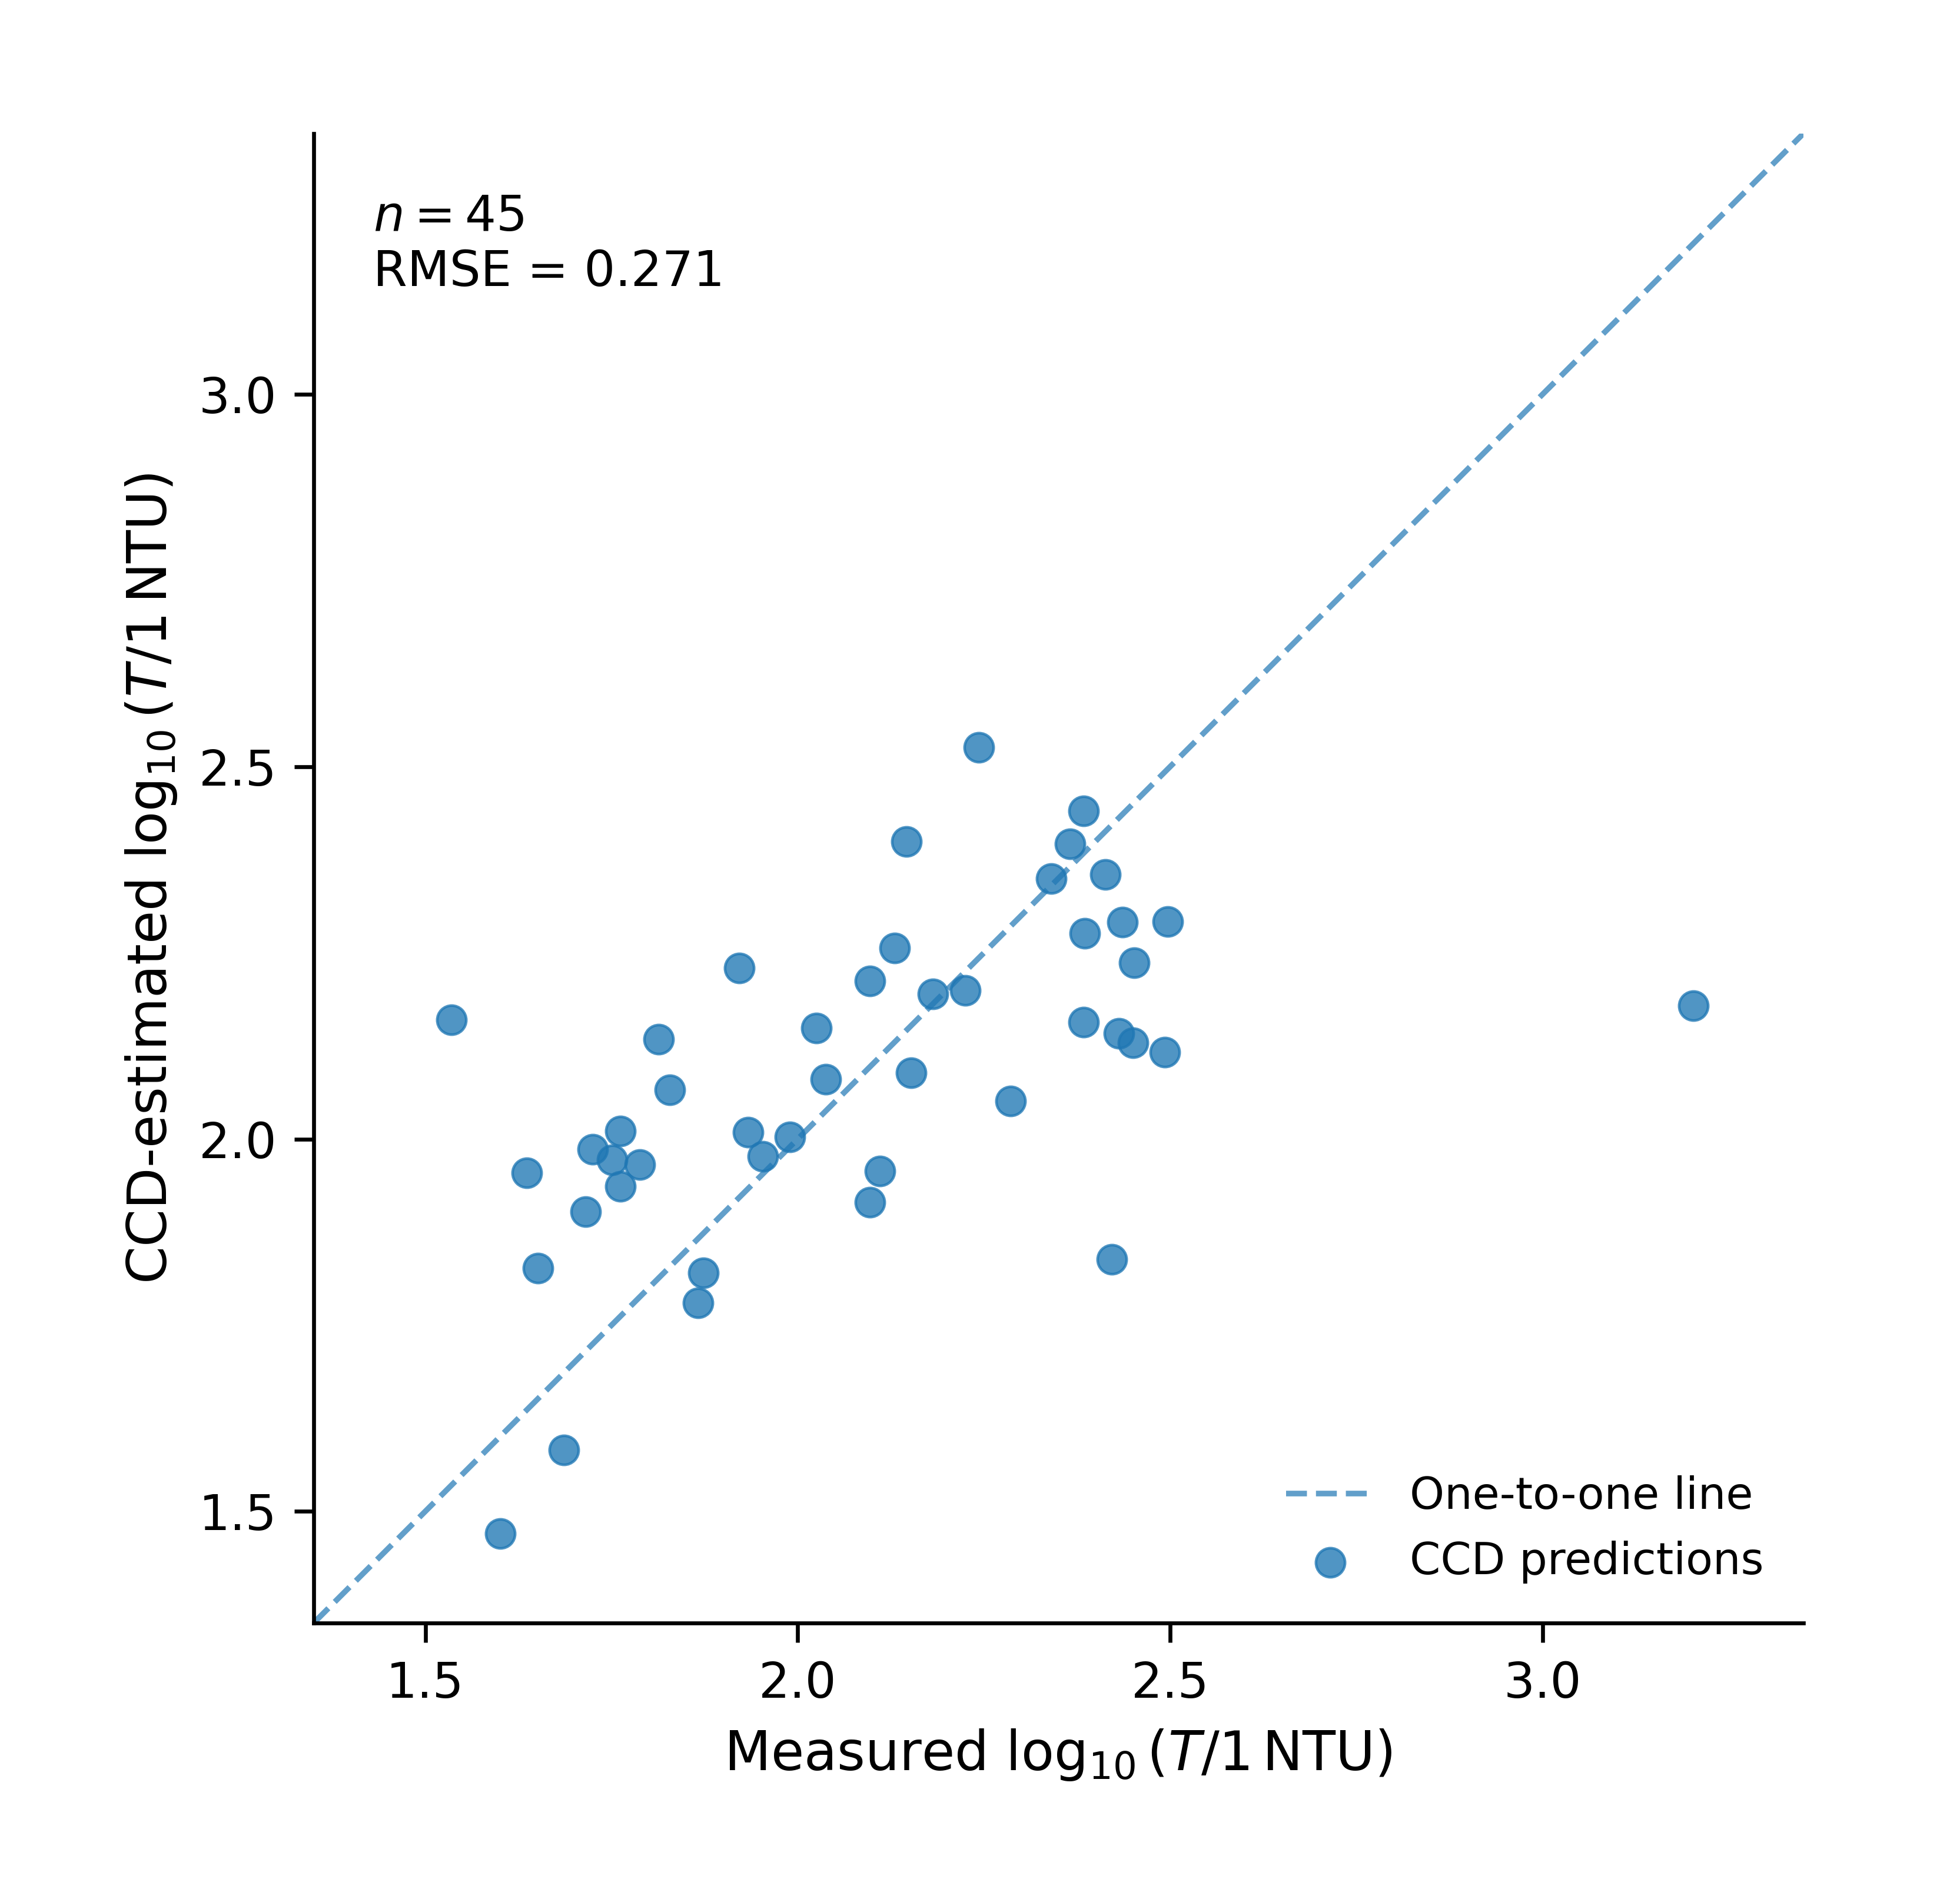 n = 45
RMSE = 0.271
CCD-estimated log₁₀ (T/1 NTU)
3.0
2.5
2.0
1.5
One-to-one line
CCD predictions
1.5 2.0 2.5 3.0
Measured log₁₀ (T/1 NTU)